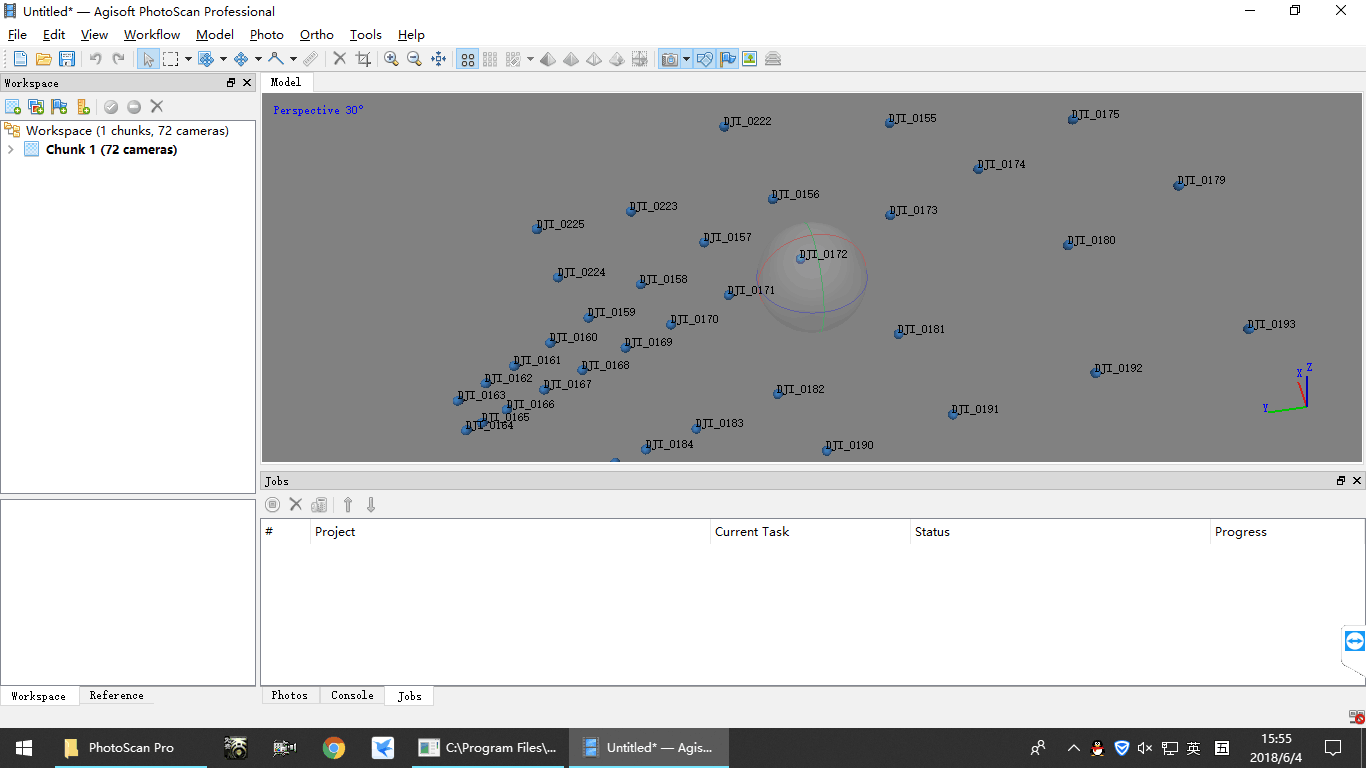 Untitled* — Agisoft PhotoScan Professional
File Edit View Workflow Model Photo Ortho Tools Help
Workspace
Workspace (1 chunks, 72 cameras)
Chunk 1 (72 cameras)
Model
Perspective 30°
DJI_0222
DJI_0155
DJI_0175
DJI_0174
DJI_0179
DJI_0156
DJI_0223
DJI_0173
DJI_0225
DJI_0157
DJI_0180
DJI_0172
DJI_0224
DJI_0158
DJI_0171
DJI_0159
DJI_0170
DJI_0193
DJI_0181
DJI_0160
DJI_0169
DJI_0161
DJI_0168
DJI_0192
DJI_0162
DJI_0167
DJI_0182
DJI_0163
DJI_0166
DJI_0191
DJI_0165
DJI_0164
DJI_0183
DJI_0184
DJI_0190
X Z
Y
Jobs
# Project Current Task Status Progress
Workspace Reference
Photos Console Jobs
PhotoScan Pro
C:\Program Files\...
Untitled* — Agis...
英
五
15:55
2018/6/4